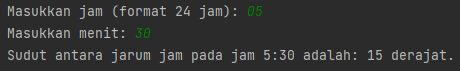 Masukkan jam (format 24 jam): 05
Masukkan menit: 30
Sudut antara jarum jam pada jam 5:30 adalah: 15 derajat.